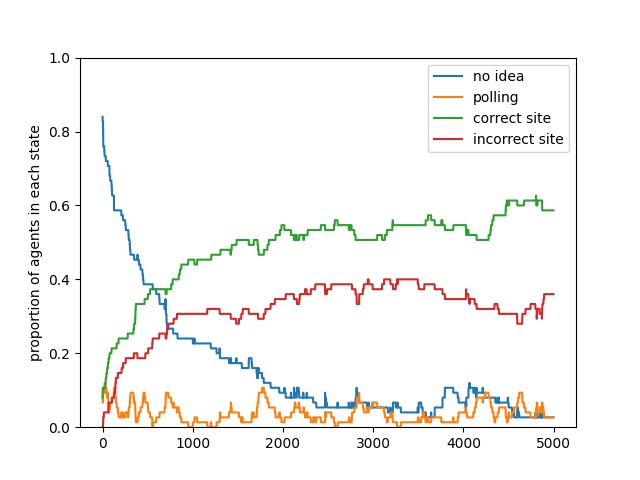 1.0
0.8
0.6
0.4
0.2
0.0
proportion of agents in each state
no idea
polling
correct site
incorrect site
0 1000 2000 3000 4000 5000